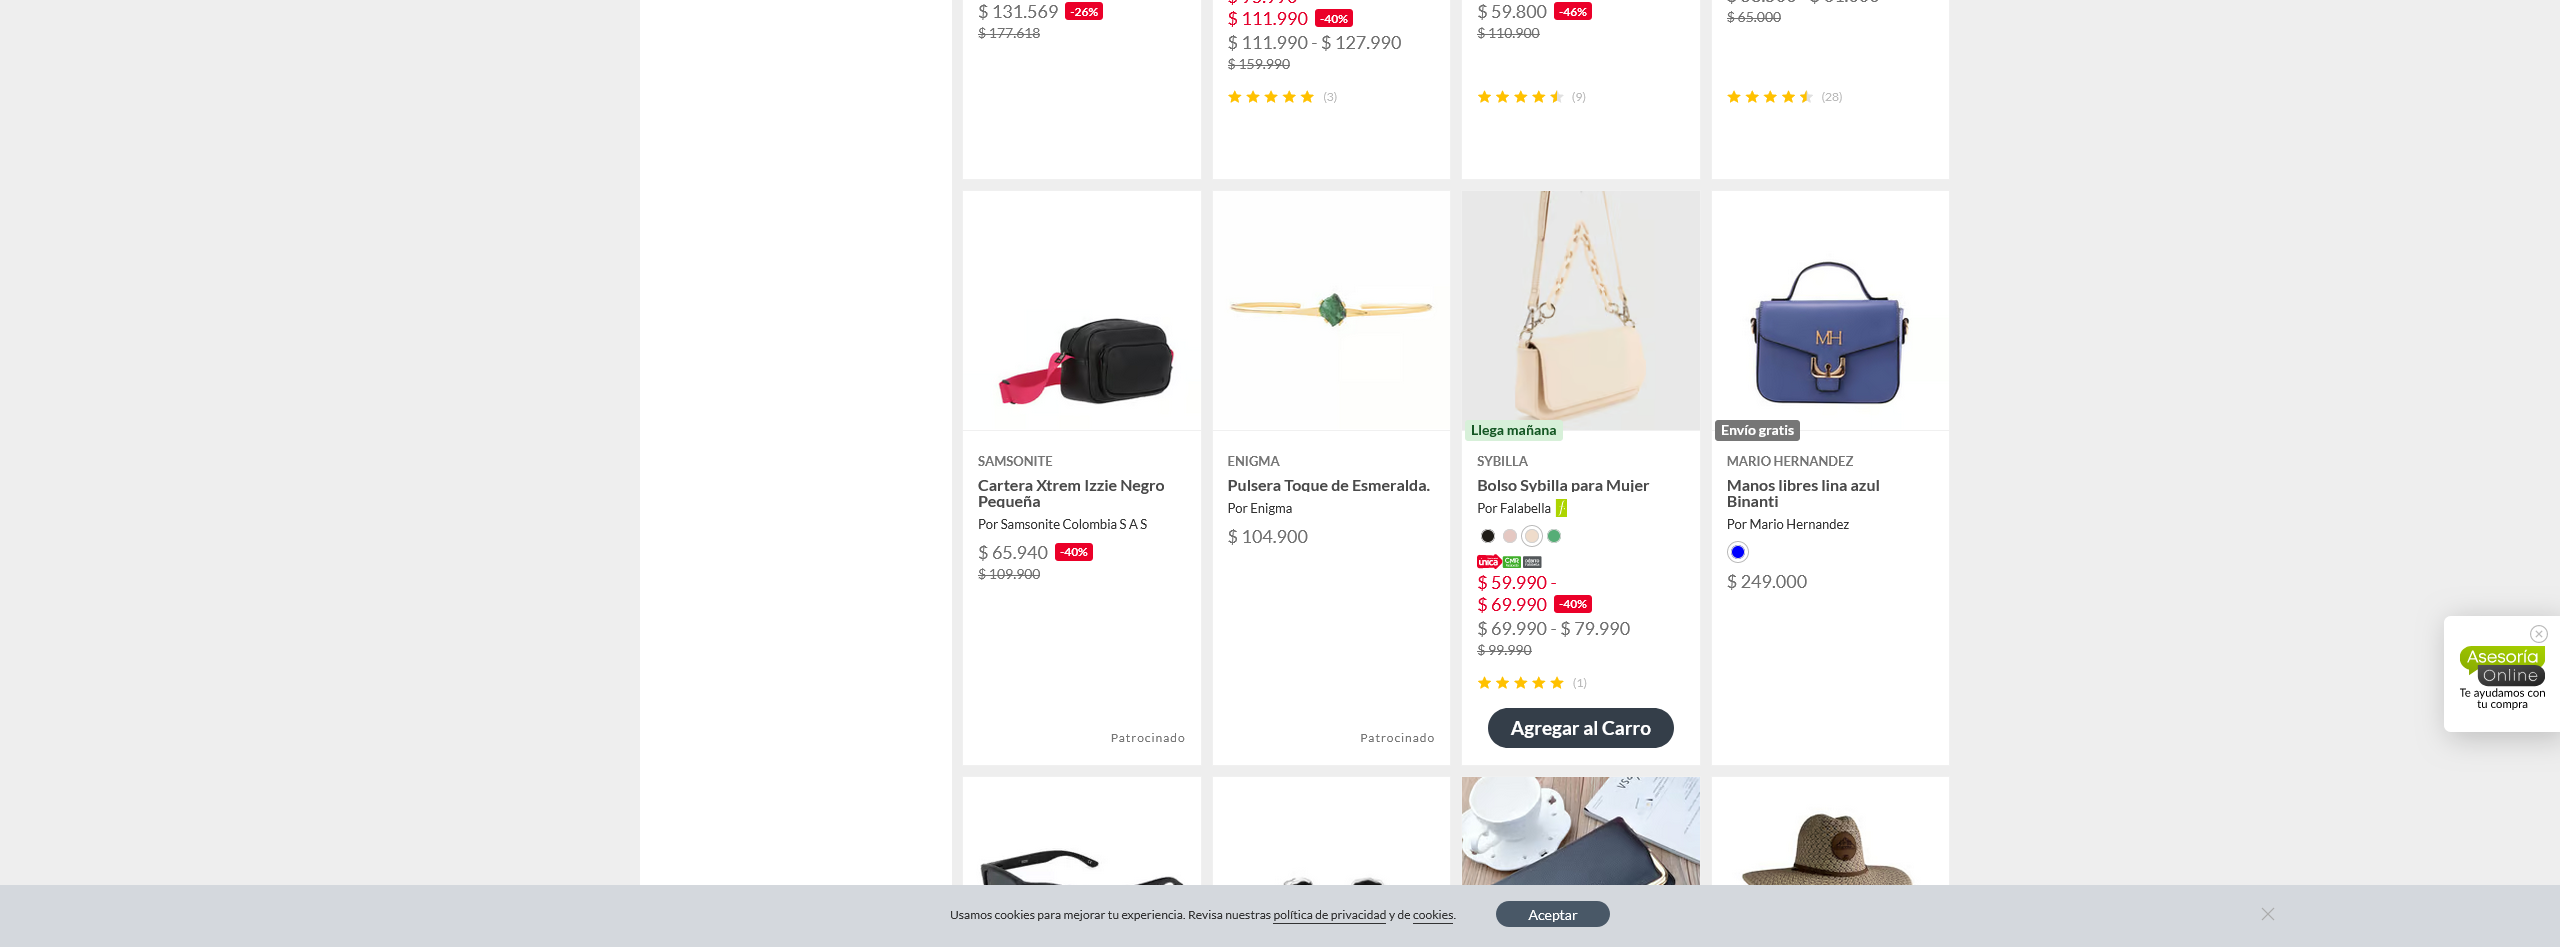 $ 131.569 -26%
$ 177.618
$ 111.990 -40%
$ 111.990 - $ 127.990
$ 159.990
(3)
$ 59.800 -46%
$ 110.900
(9)
$ 65.000
(28)
SAMSONITE
Cartera Xtrem Izzie Negro
Pequeña
Por Samsonite Colombia S A S
$ 65.940 -40%
$ 109.900
Patrocinado
ENIGMA
Pulsera Toque de Esmeralda.
Por Enigma
$ 104.900
Patrocinado
Llega mañana
SYBILLA
Bolso Sybilla para Mujer
Por Falabella
unica CMR
$ 59.990 -
$ 69.990 -40%
$ 69.990 - $ 79.990
$ 99.990
(1)
Agregar al Carro
MH
Envío gratis
MARIO HERNANDEZ
Manos libres lina azul
Binanti
Por Mario Hernandez
$ 249.000
Asesoría
Online
Te ayudamos con
tu compra
Usamos cookies para mejorar tu experiencia. Revisa nuestras política de privacidad y de cookies.
Aceptar